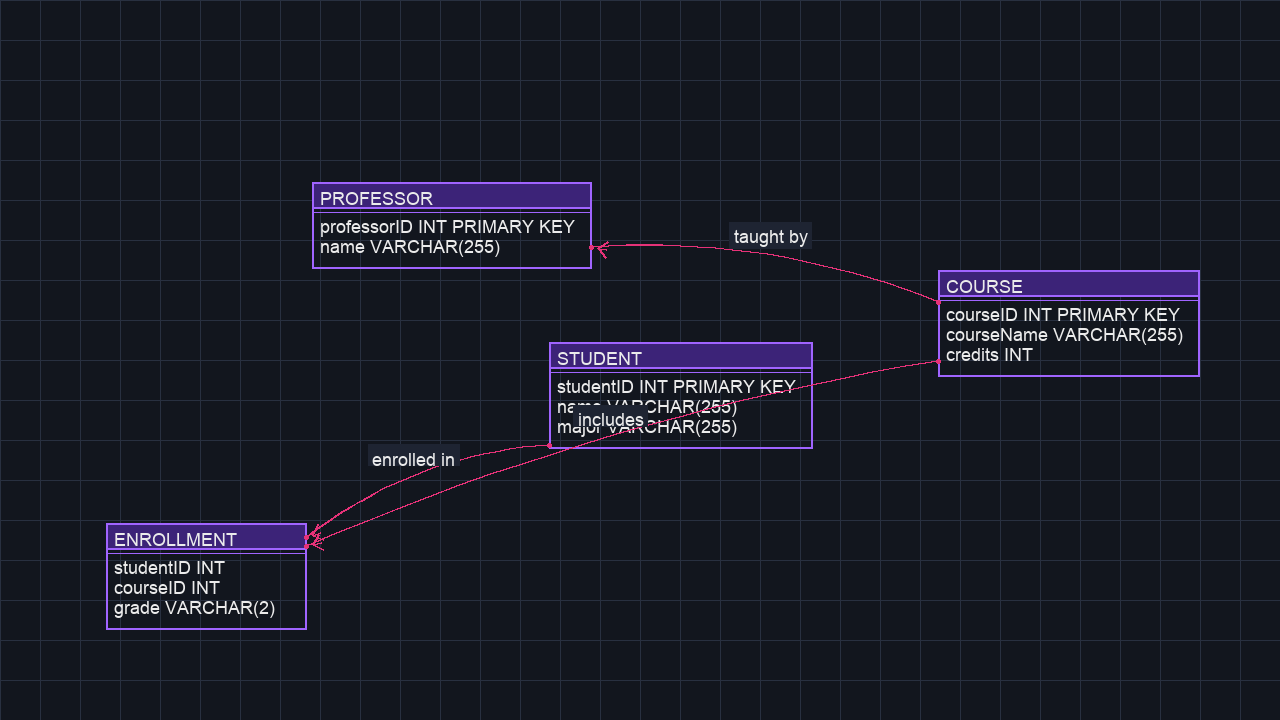 PROFESSOR
professorID INT PRIMARY KEY
name VARCHAR(255)
taught by
COURSE
courseID INT PRIMARY KEY
courseName VARCHAR(255)
credits INT
STUDENT
studentID INT PRIMARY KEY
name VARCHAR(255)
major VARCHAR(255)
includes
enrolled in
ENROLLMENT
studentID INT
courseID INT
grade VARCHAR(2)